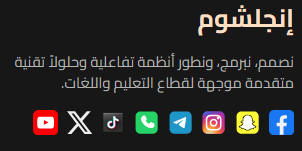 إنجلشوم
نصمم، نبرمج، ونطور أنظمة تفاعلية وحلولاً تقنية
متقدمة موجهة لقطاع التعليم واللغات.